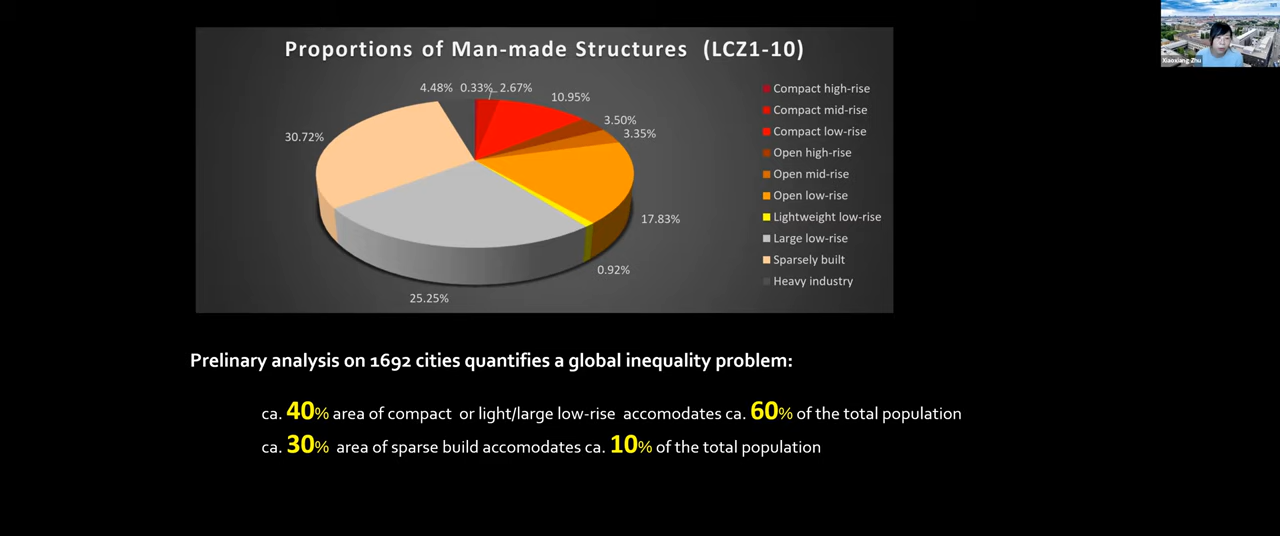 Proportions of Man-made Structures (LCZ1-10)
4.48% 0.33% 2.67%
10.95%
3.50%
3.35%
30.72%
17.83%
0.92%
25.25%
Compact high-rise
Compact mid-rise
Compact low-rise
Open high-rise
Open mid-rise
Open low-rise
Lightweight low-rise
Large low-rise
Sparsely built
Heavy industry
Xiaoxiang Zhu
Prelinary analysis on 1692 cities quantifies a global inequality problem:
ca. 40% area of compact or light/large low-rise accomodates ca. 60% of the total population
ca. 30% area of sparse build accomodates ca. 10% of the total population